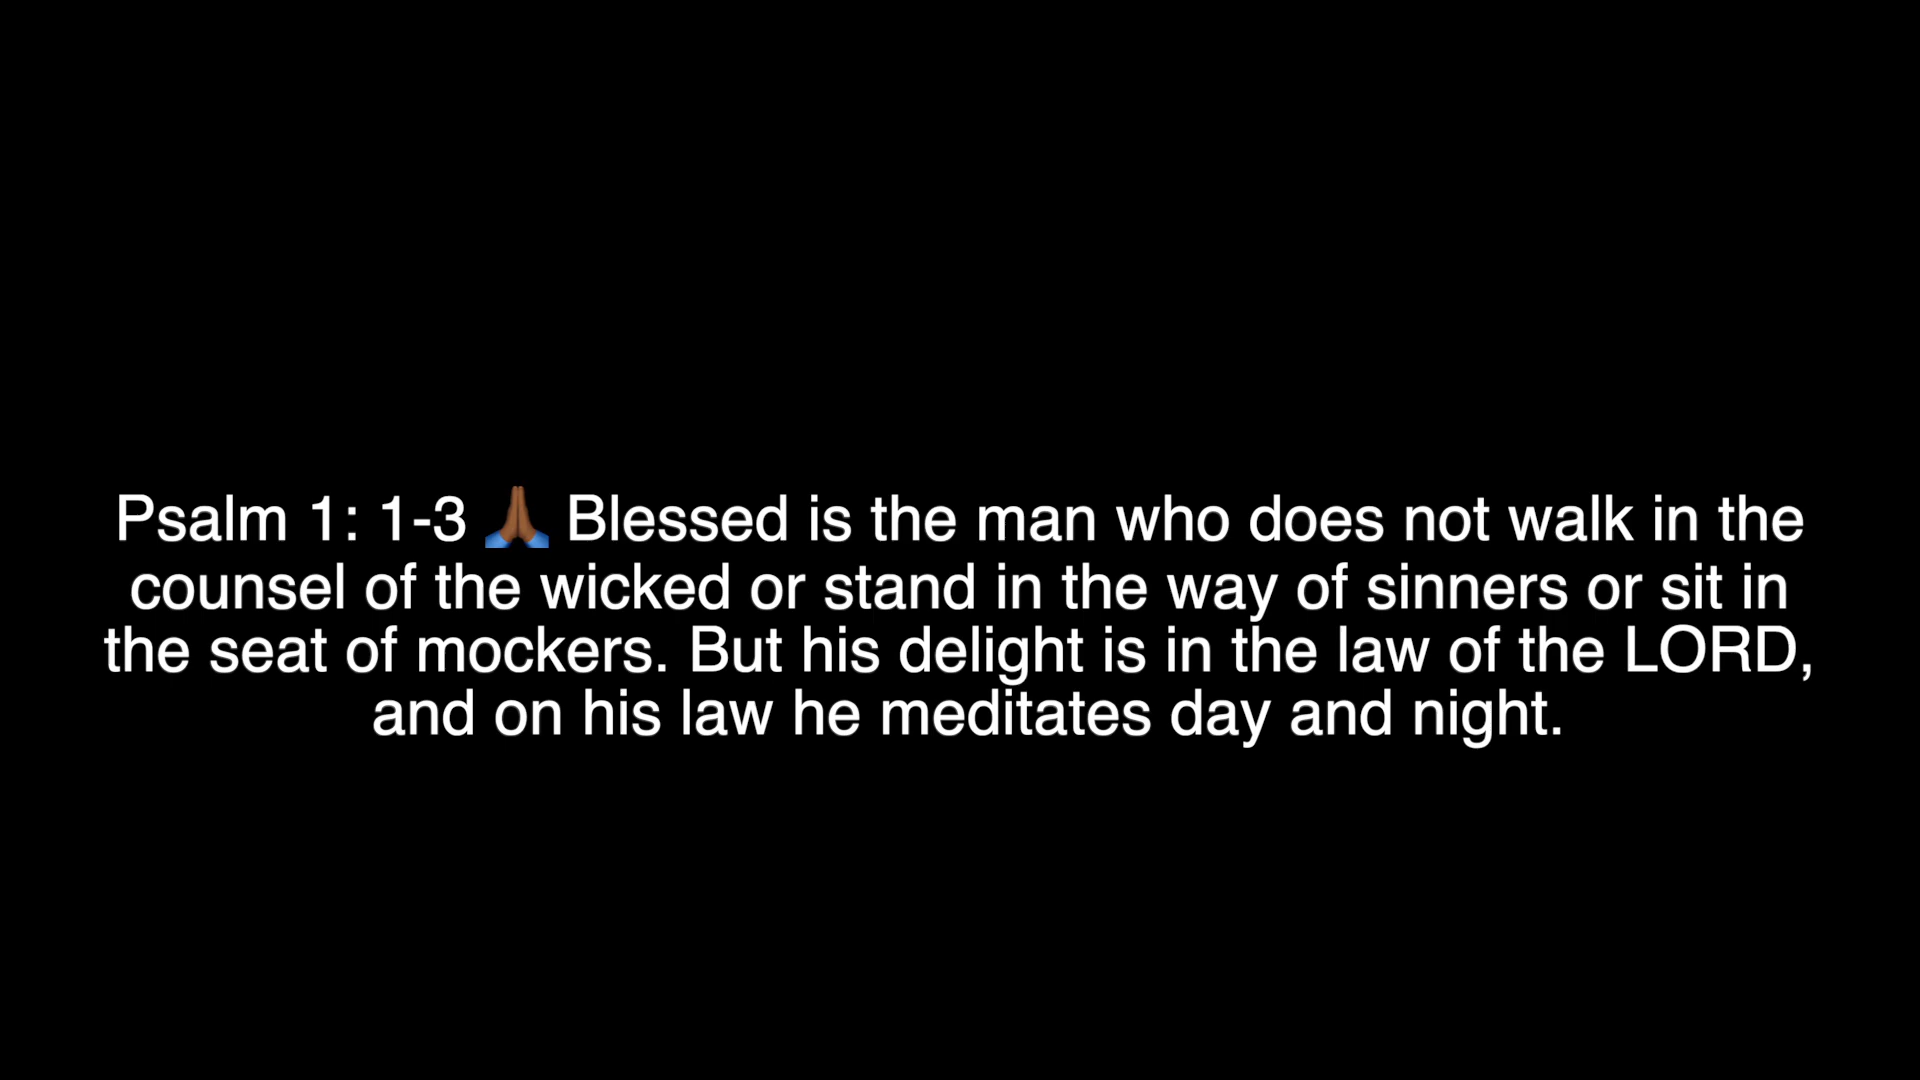 Psalm 1: 1-3 🙏🏾 Blessed is the man who does not walk in the
counsel of the wicked or stand in the way of sinners or sit in
the seat of mockers. But his delight is in the law of the LORD,
and on his law he meditates day and night.